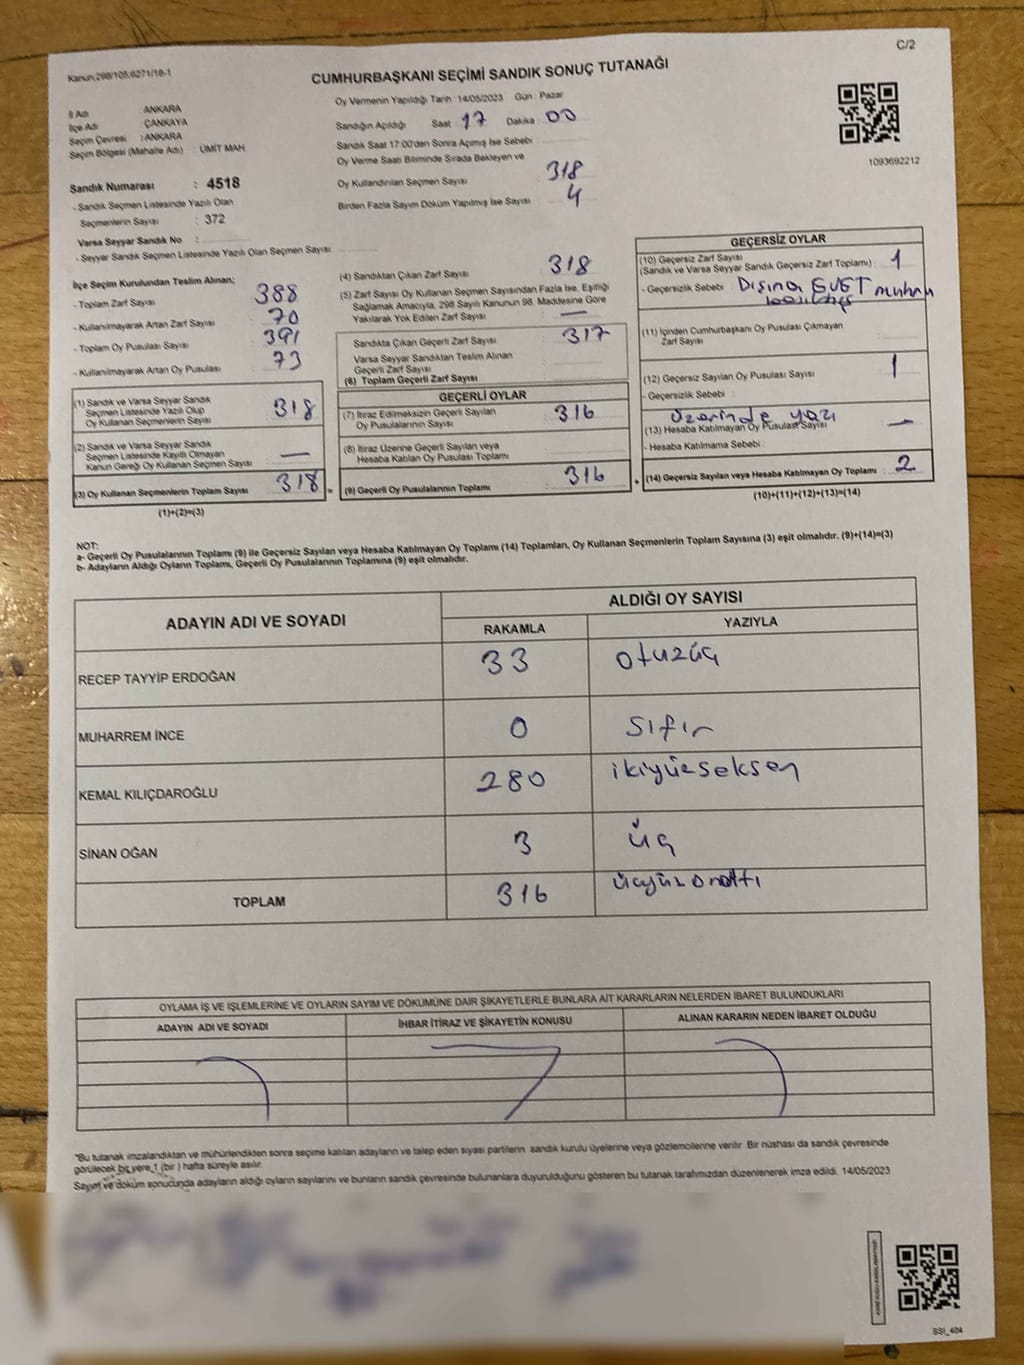 C/2
Kanun:298/105,6271/18-1
CUMHURBAŞKANI SEÇİMİ SANDIK SONUÇ TUTANAĞI
İl Adı : ANKARA
İlçe Adı : ÇANKAYA
Seçim Çevresi : ANKARA
Seçim Bölgesi (Mahalle Adı) : ÜMİT MAH
Sandık Numarası : 4518
- Sandık Seçmen Listesinde Yazılı Olan
Seçmenlerin Sayısı : 372
Varsa Seyyar Sandık No :
- Seyyar Sandık Seçmen Listesinde Yazılı Olan Seçmen Sayısı
Oy Vermenin Yapıldığı Tarih :14/05/2023 Gün : Pazar
Sandığın Açıldığı Saat : 17 Dakika : 00
Sandık Saat 17:00'den Sonra Açımış İse Sebebi :
Oy Verme Saati Bitiminde Sırada Bekleyen ve
Oy Kullandırılan Seçmen Sayısı 318
Birden Fazla Sayım Döküm Yapılmış İse Sayısı 4
1093692212
İlçe Seçim Kurulundan Teslim Alınan;
- Toplam Zarf Sayısı 388
- Kullanılmayarak Artan Zarf Sayısı 70
- Toplam Oy Pusulası Sayısı 391
- Kullanılmayarak Artan Oy Pusulası 73
(1) Sandık ve Varsa Seyyar Sandık
Seçmen Listesinde Yazılı Olup
Oy Kullanan Seçmenlerin Sayısı 318
(2) Sandık ve Varsa Seyyar Sandık
Seçmen Listesinde Kayıtlı Olmayan
Kanun Gereği Oy Kullanan Seçmen Sayısı —
(3) Oy Kullanan Seçmenlerin Toplam Sayısı 318 =
(1)+(2)=(3)
(4) Sandıktan Çıkan Zarf Sayısı 318
(5) Zarf Sayısı Oy Kullanan Seçmen Sayısından Fazla İse, Eşitliği
Sağlamak Amacıyla, 298 Sayılı Kanunun 98. Maddesine Göre
Yakılarak Yok Edilen Zarf Sayısı —
Sandıkta Çıkan Geçerli Zarf Sayısı : 317
Varsa Seyyar Sandıktan Teslim Alınan
Geçerli Zarf Sayısı
(6) Toplam Geçerli Zarf Sayısı
GEÇERLİ OYLAR
(7) İtiraz Edilmeksizin Geçerli Sayılan
Oy Pusulasının Sayısı 316
(8) İtiraz Üzerine Geçerli Sayılan veya
Hesaba Katılan Oy Pusulası Toplamı
(9) Geçerli Oy Pusulalarının Toplamı 316 +
GEÇERSİZ OYLAR
(10) Geçersiz Zarf Sayısı
(Sandık ve Varsa Seyyar Sandık Geçersiz Zarf Toplamı) : 1
- Geçersizlik Sebebi : Dışına EVET
(11) İçinden Cumhurbaşkanı Oy Pusulası Çıkmayan
Zarf Sayısı
(12) Geçersiz Sayılan Oy Pusulası Sayısı : 1
- Geçersizlik Sebebi :
Üzerinde yazı
(13) Hesaba Katılmayan Oy Pusulası Sayısı —
- Hesaba Katılmama Sebebi :
(14) Geçersiz Sayılan veya Hesaba Katılmayan Oy Toplamı : 2
(10)+(11)+(12)+(13)=(14)
NOT:
a- Geçerli Oy Pusulalarının Toplamı (9) ile Geçersiz Sayılan veya Hesaba Katılmayan Oy Toplamı (14) Toplamları, Oy Kullanan Seçmenlerin Toplam Sayısına (3) eşit olmalıdır. (9)+(14)=(3)
b- Adayların Aldığı Oyların Toplamı, Geçerli Oy Pusulalarının Toplamına (9) eşit olmalıdır.
ADAYIN ADI VE SOYADI
ALDIĞI OY SAYISI
RAKAMLA YAZIYLA
RECEP TAYYİP ERDOĞAN 33 otuzüç
MUHARREM İNCE 0 sıfır
KEMAL KILIÇDAROĞLU 280 ikiyüzseksen
SİNAN OĞAN 3 üç
TOPLAM 316 üçyüzonaltı
OYLAMA İŞ VE İŞLEMLERİNE VE OYLARIN SAYIM VE DÖKÜMÜNE DAİR ŞİKAYETLERLE BUNLARA AİT KARARLARIN NELERDEN İBARET BULUNDUKLARI
ADAYIN ADI VE SOYADI İHBAR İTİRAZ VE ŞİKAYETİN KONUSU ALINAN KARARIN NEDEN İBARET OLDUĞU
"Bu tutanak imzalandıktan ve mühürlendikten sonra seçime katılan adayların ve talep eden siyasi partilerin sandık kurulu üyelerine veya gözlemcilerine verilir. Bir nüshası da sandık çevresinde
görülecek bir yere 1 (bir ) hafta süreyle asılır.
Sayım ve döküm sonucunda adayların aldığı oyların sayılarını ve bunların sandık çevresinde bulunanlara duyurulduğunu gösteren bu tutanak tarafımızdan düzenlenerek imza edildi. 14/05/2023
SSI_404